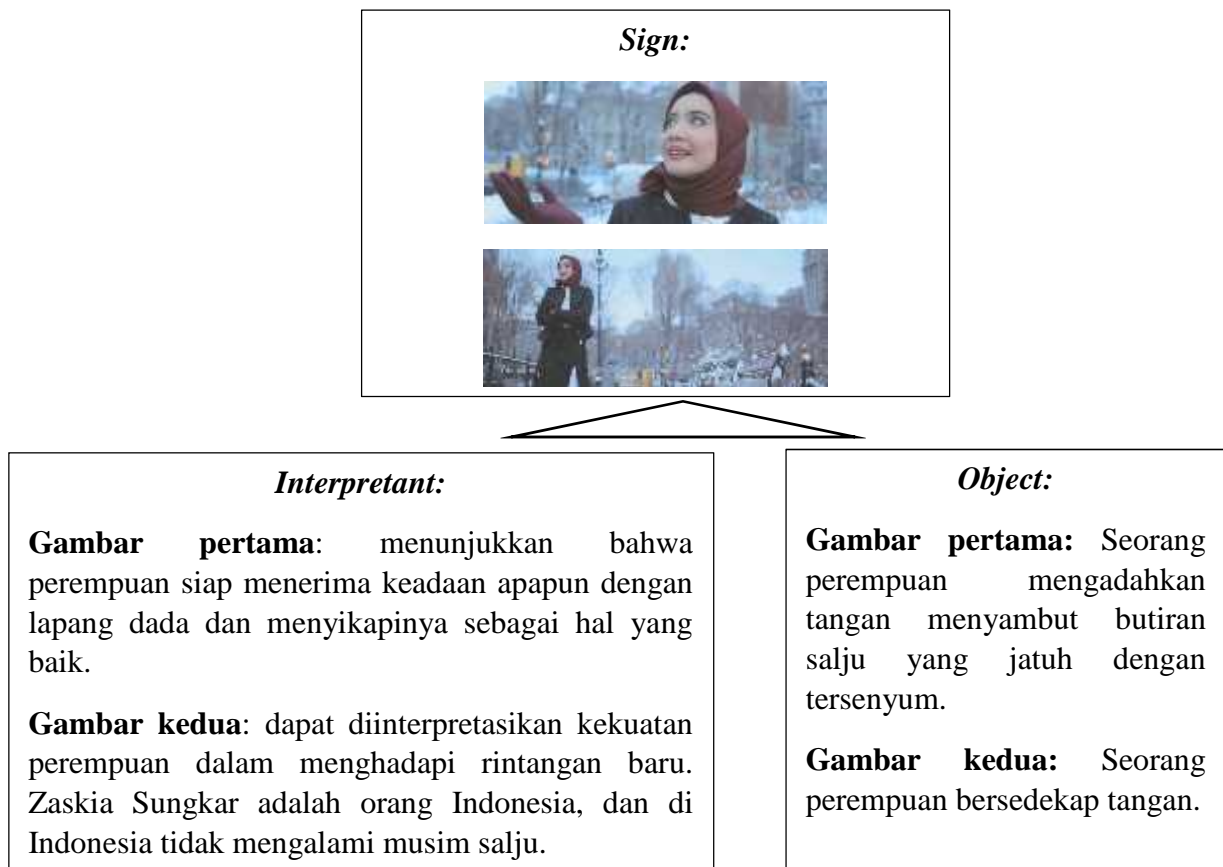 Sign:
Interpretant:
Gambar pertama: menunjukkan bahwa
perempuan siap menerima keadaan apapun dengan
lapang dada dan menyikapinya sebagai hal yang
baik.
Gambar kedua: dapat diinterpretasikan kekuatan
perempuan dalam menghadapi rintangan baru.
Zaskia Sungkar adalah orang Indonesia, dan di
Indonesia tidak mengalami musim salju.
Object:
Gambar pertama: Seorang
perempuan mengadahkan
tangan menyambut butiran
salju yang jatuh dengan
tersenyum.
Gambar kedua: Seorang
perempuan bersedekap tangan.